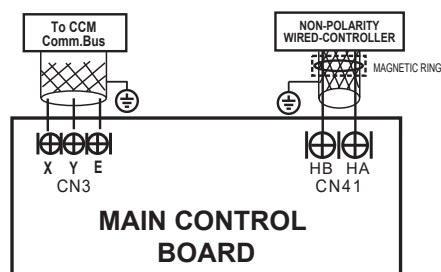 To CCM
Comm.Bus
NON-POLARITY
WIRED-CONTROLLER
MAGNETIC RING
X Y E
CN3
HB HA
CN41
MAIN CONTROL
BOARD